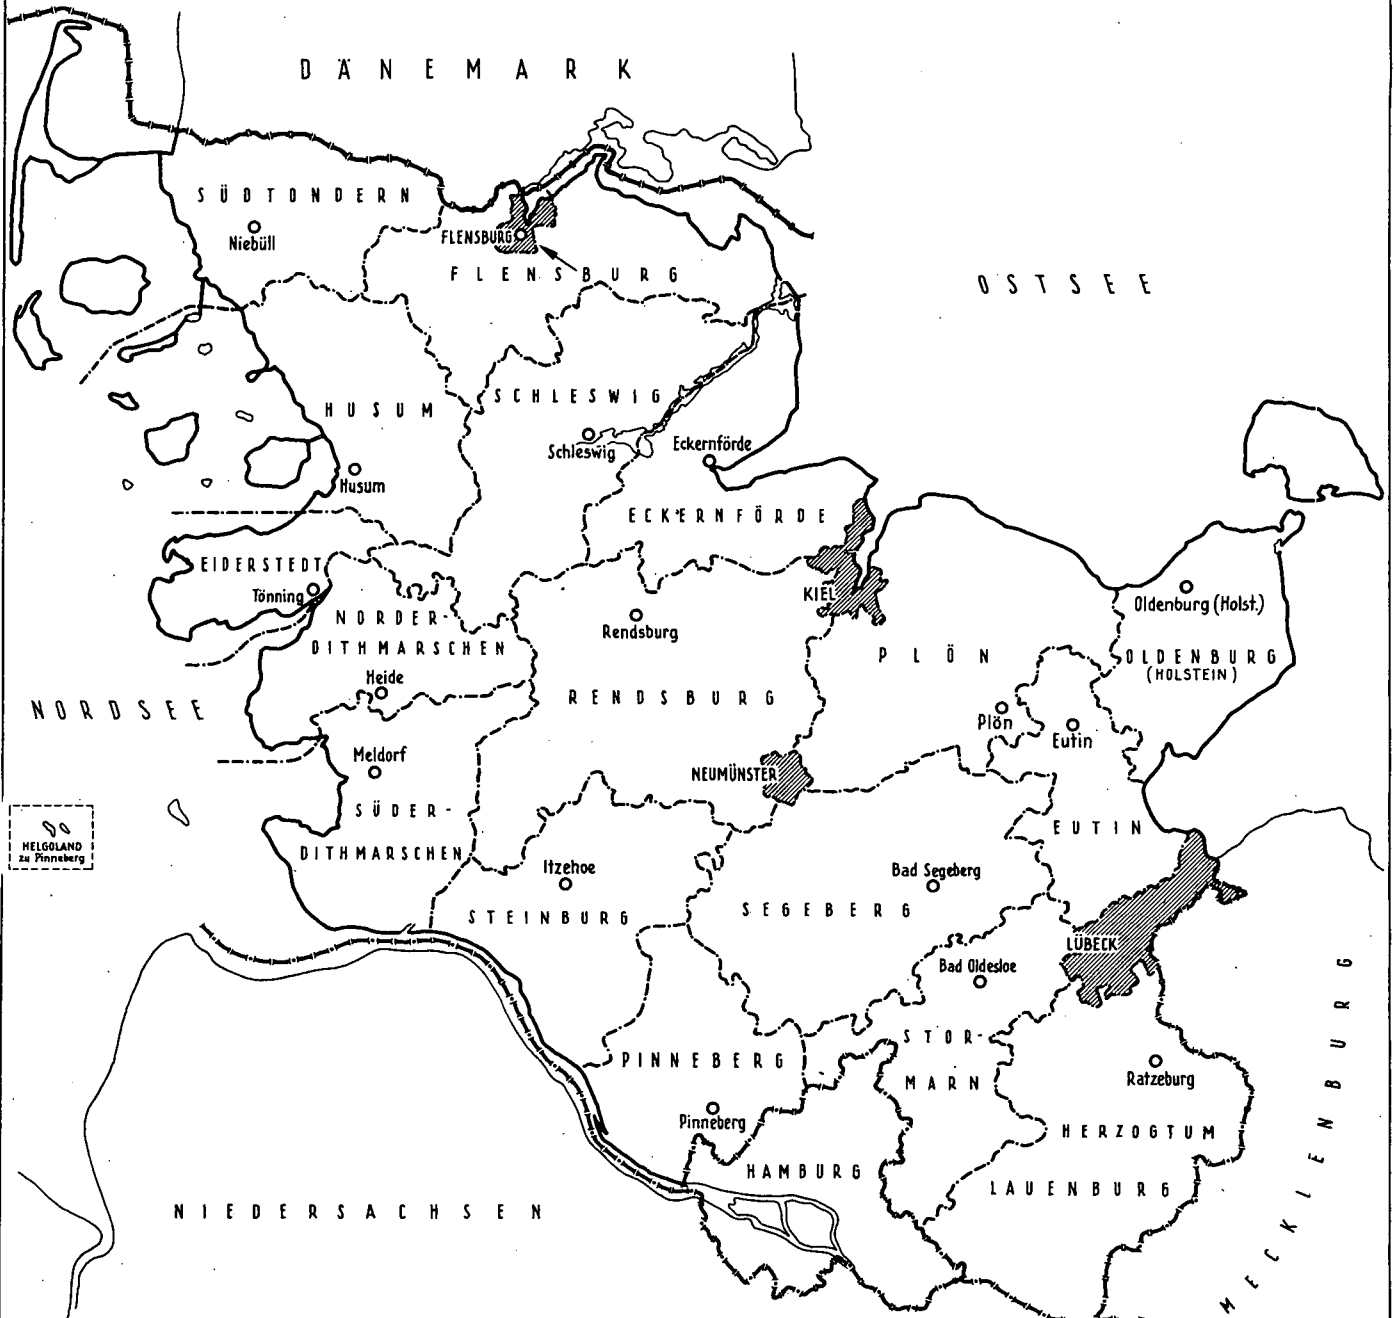 DÄNEMARK
SÜDTONDERN
Niebüll
FLENSBURG
FLENSBURG
OSTSEE
HUSUM
Husum
SCHLESWIG
Schleswig
Eckernförde
ECKERNFÖRDE
EIDERSTEDT
Tönning
NORDER-
DITHMARSCHEN
Heide
KIEL
Rendsburg
RENDSBURG
PLÖN
Plön
Eutin
Oldenburg (Holst.)
OLDENBURG
(HOLSTEIN)
NORDSEE
Meldorf
SÜDER-
DITHMARSCHEN
NEUMÜNSTER
EUTIN
HELGOLAND
zu Pinneberg
Itzehoe
STEINBURG
Bad Segeberg
SEGEBERG
LÜBECK
Bad Oldesloe
STOR-
MARN
PINNEBERG
Pinneberg
Ratzeburg
HERZOGTUM
LAUENBURG
HAMBURG
NIEDERSACHSEN
MECKLENBURG